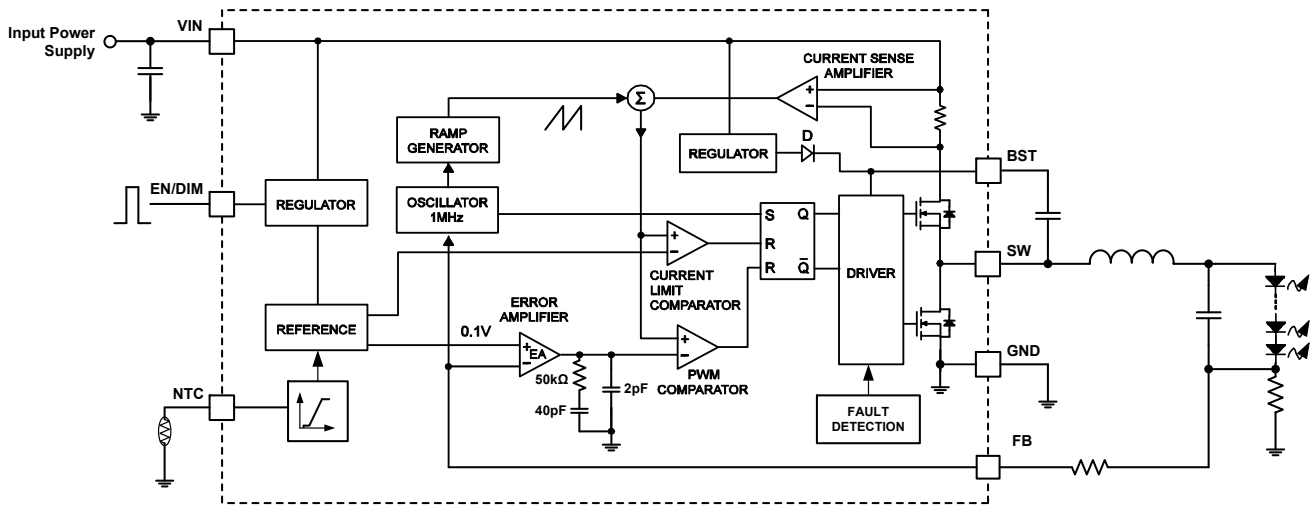 Input Power
Supply
VIN
CURRENT SENSE
AMPLIFIER
+
−
Σ
RAMP
GENERATOR
REGULATOR
D
BST
EN/DIM
REGULATOR
OSCILLATOR
1MHz
S
Q
R
R
Q̅
DRIVER
SW
+
−
CURRENT
LIMIT
COMPARATOR
ERROR
AMPLIFIER
REFERENCE
0.1V
+
−
EA
+
−
PWM
COMPARATOR
GND
50kΩ
2pF
40pF
NTC
FAULT
DETECTION
FB